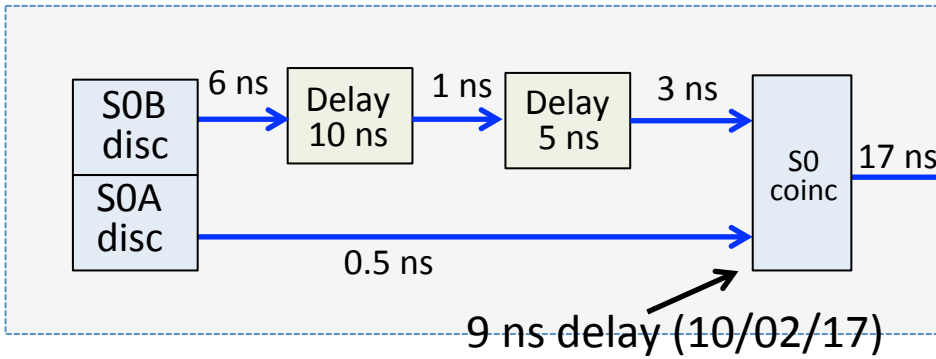 6 ns
1 ns
3 ns
S0B
disc
Delay
10 ns
Delay
5 ns
S0
coinc
17 ns
S0A
disc
0.5 ns
9 ns delay (10/02/17)